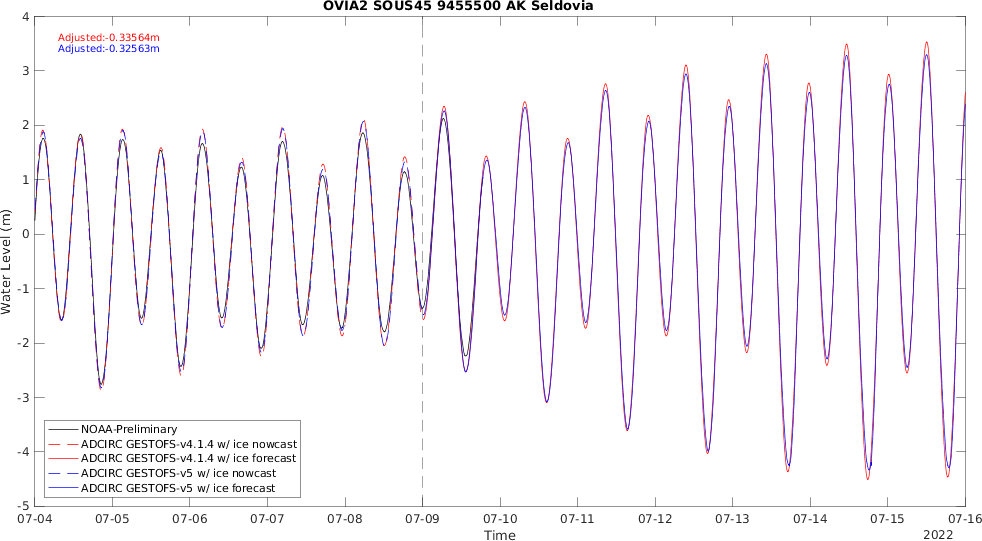 OVIA2 SOUS45 9455500 AK Seldovia
Adjusted:-0.33564m
Adjusted:-0.32563m
4
3
2
1
0
-1
-2
-3
-4
-5
Water Level (m)
NOAA-Preliminary
ADCIRC GESTOFS-v4.1.4 w/ ice nowcast
ADCIRC GESTOFS-v4.1.4 w/ ice forecast
ADCIRC GESTOFS-v5 w/ ice nowcast
ADCIRC GESTOFS-v5 w/ ice forecast
07-04 07-05 07-06 07-07 07-08 07-09 07-10 07-11 07-12 07-13 07-14 07-15 07-16
Time
2022